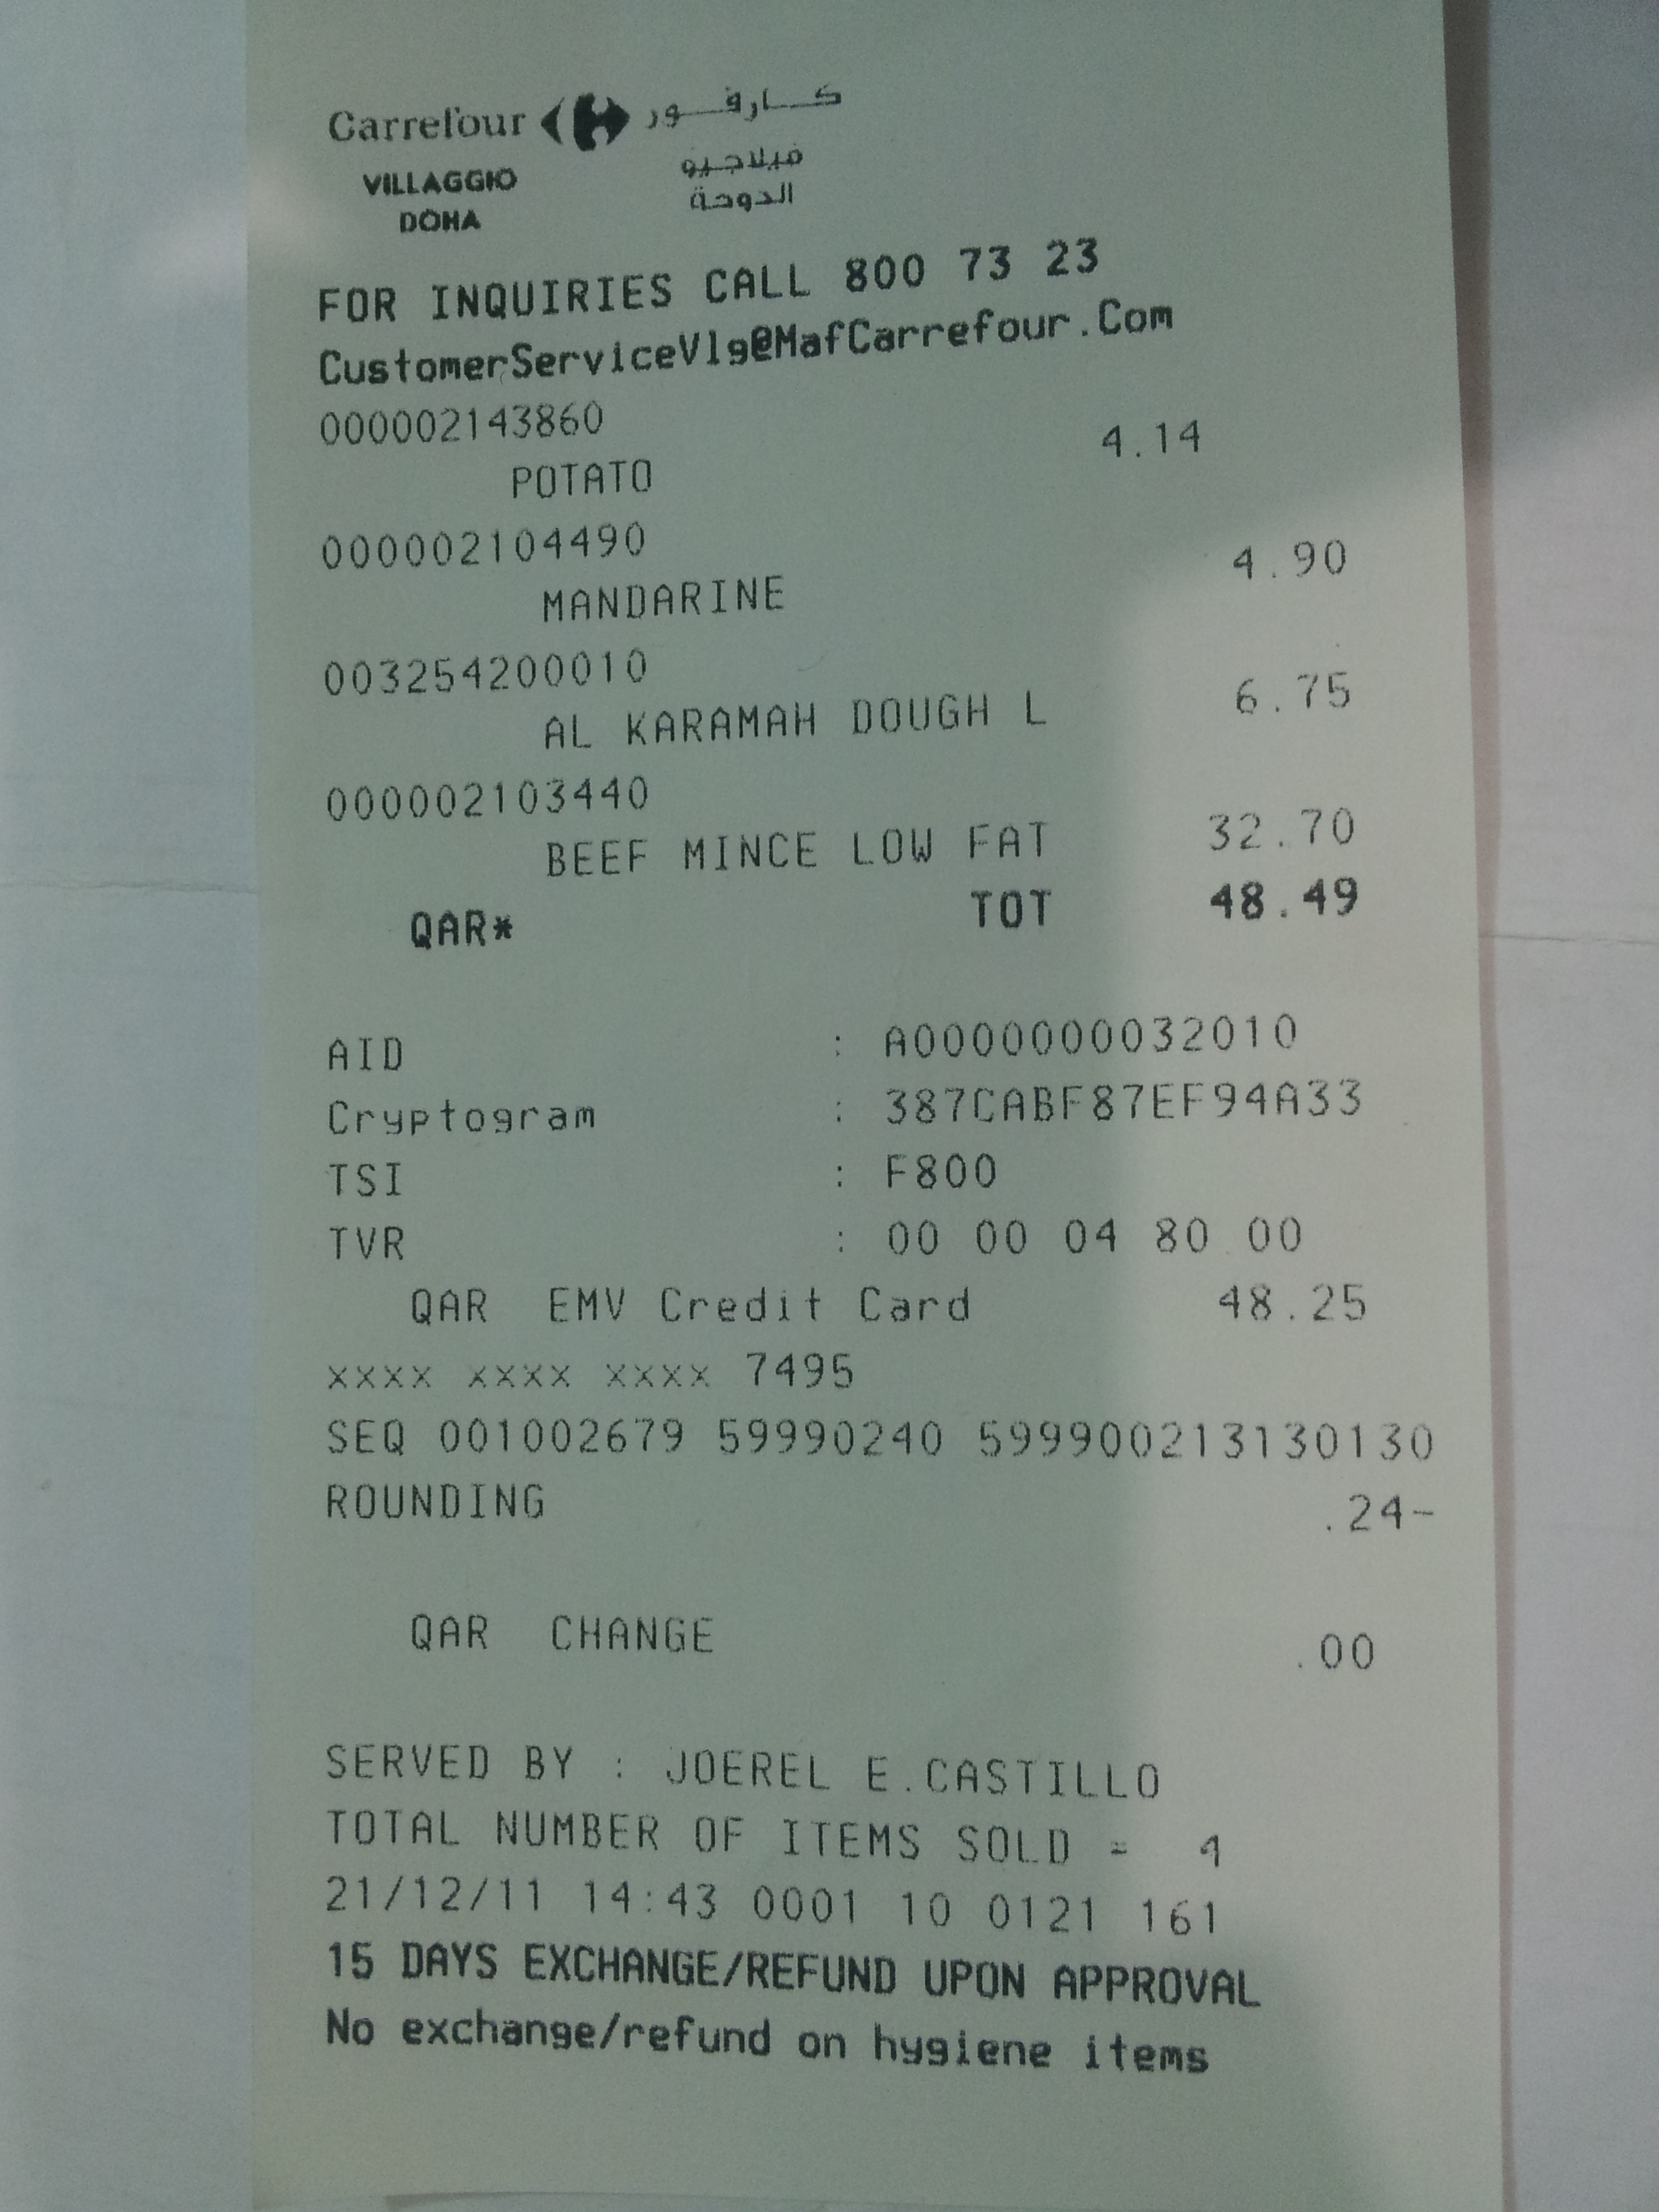 Carrefour كارفور
VILLAGGIO فيلاجيو
DOHA الدوحة
FOR INQUIRIES CALL 800 73 23
CustomerServiceVlg@MafCarrefour.Com
000002143860
POTATO 4.14
000002104490
MANDARINE 4.90
003254200010
AL KARAMAH DOUGH L 6.75
000002103440
BEEF MINCE LOW FAT 32.70
QAR* TOT 48.49
AID : A0000000032010
Cryptogram : 387CABF87EF94A33
TSI : F800
TVR : 00 00 04 80 00
QAR EMV Credit Card 48.25
xxxx xxxx xxxx 7495
SEQ 001002679 59990240 599900213130130
ROUNDING .24-
QAR CHANGE .00
SERVED BY : JOEREL E.CASTILLO
TOTAL NUMBER OF ITEMS SOLD = 4
21/12/11 14:43 0001 10 0121 161
15 DAYS EXCHANGE/REFUND UPON APPROVAL
No exchange/refund on hygiene items